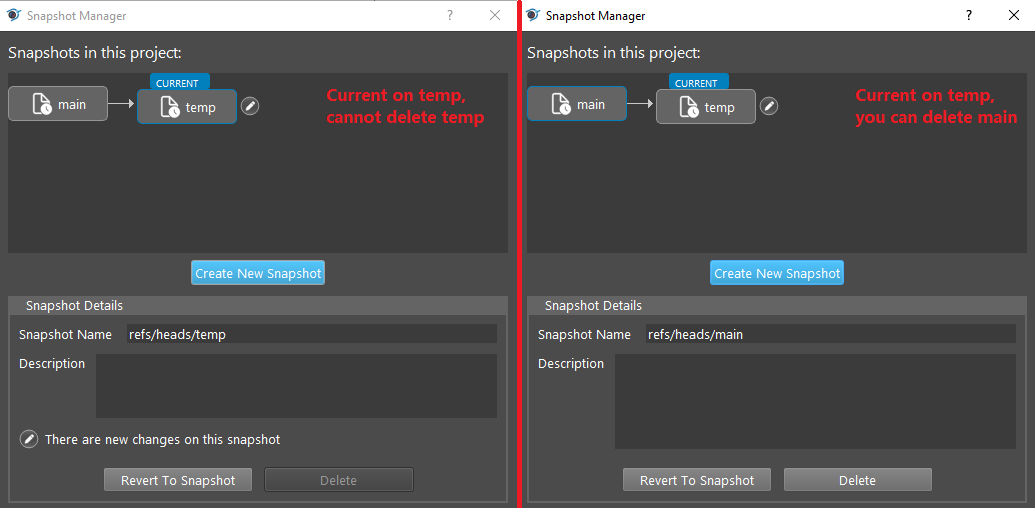 Snapshot Manager
?
Snapshots in this project:
CURRENT
main
temp
Current on temp,
cannot delete temp
Create New Snapshot
Snapshot Details
Snapshot Name
refs/heads/temp
Description
There are new changes on this snapshot
Revert To Snapshot
Delete
Snapshot Manager
?
Snapshots in this project:
CURRENT
main
temp
Current on temp,
you can delete main
Create New Snapshot
Snapshot Details
Snapshot Name
refs/heads/main
Description
Revert To Snapshot
Delete